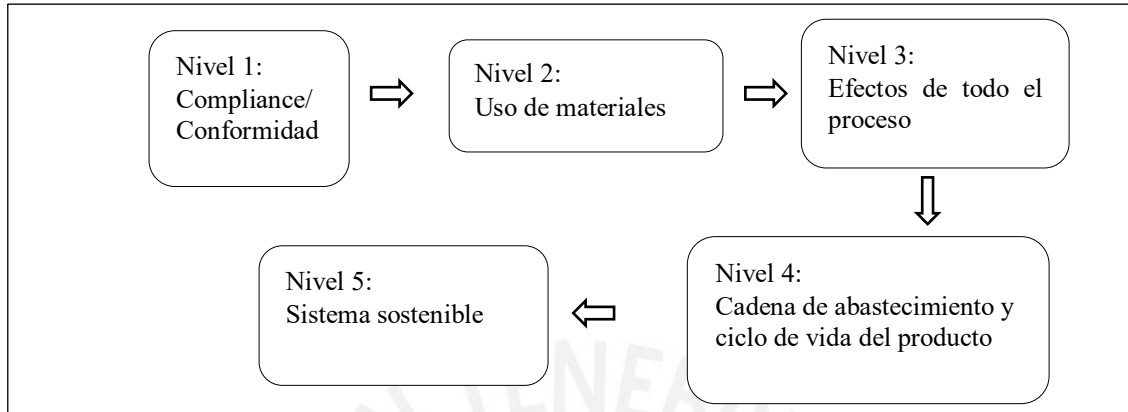 Nivel 1:
Compliance/
Conformidad
Nivel 2:
Uso de materiales
Nivel 3:
Efectos de todo el
proceso
Nivel 4:
Cadena de abastecimiento y
ciclo de vida del producto
Nivel 5:
Sistema sostenible